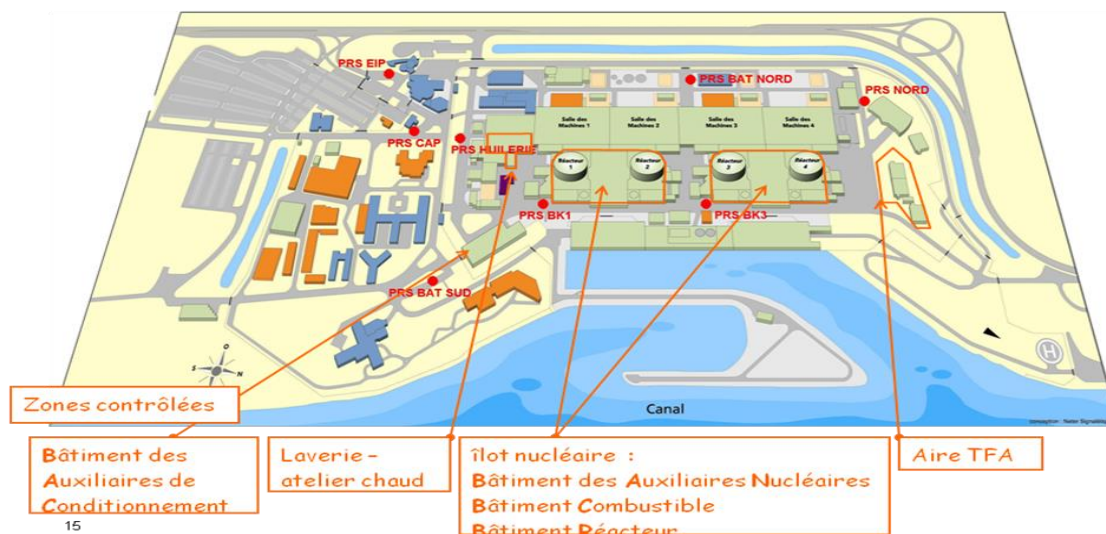 PRS EIP
PRS BAT NORD
PRS NORD
PRS CAP
PRS HUILERIE
Salle des
Machines 1
Salle des
Machines 2
Salle des
Machines 3
Salle des
Machines 4
Réacteur
1
Réacteur
2
Réacteur
3
Réacteur
4
PRS BK1
PRS BK3
PRS BAT SUD
O
S
N
E
H
Canal
Zones contrôlées
Bâtiment des
Auxiliaires de
Conditionnement
Laverie –
atelier chaud
îlot nucléaire :
Bâtiment des Auxiliaires Nucléaires
Bâtiment Combustible
Bâtiment Réacteur
Aire TFA
15